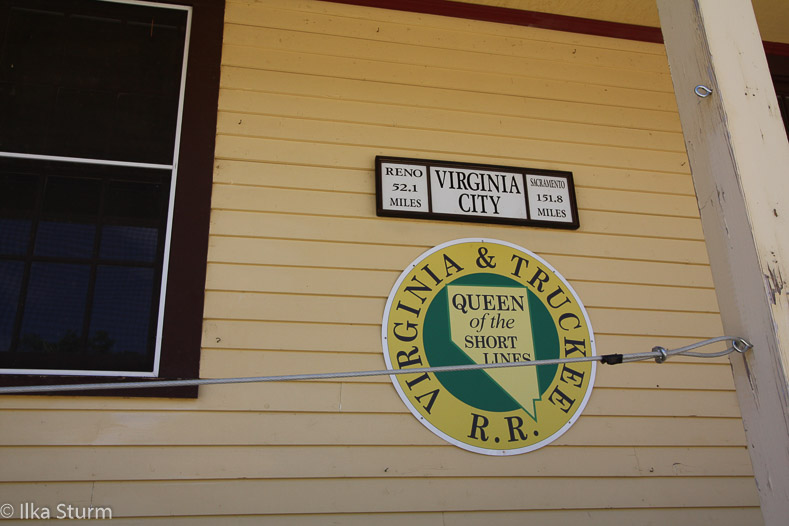 RENO
52.1
MILES
VIRGINIA
CITY
SACRAMENTO
151.8
MILES
VIRGINIA & TRUCKEE
R.R.
QUEEN
of the
SHORT
LINES
© Ilka Sturm